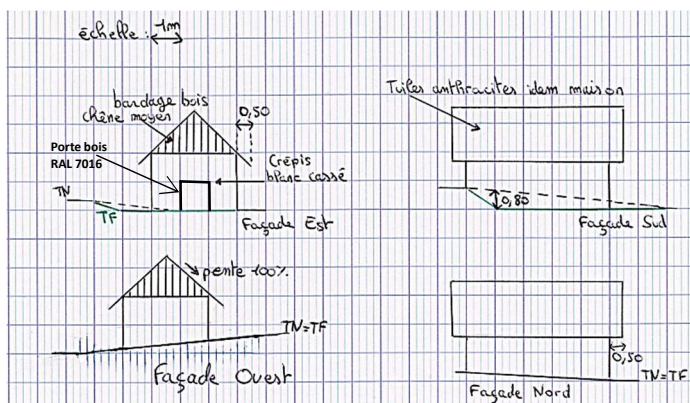 échelle : 1m
bardage bois
chêne moyen
0,50
Porte bois
RAL 7016
Crépis
blanc cassé
TN
TF
Façade Est
Tuiles anthracites idem maison
0,80
Façade Sud
pente 100%.
TN=TF
Façade Ouest
0,50
TN=TF
Façade Nord